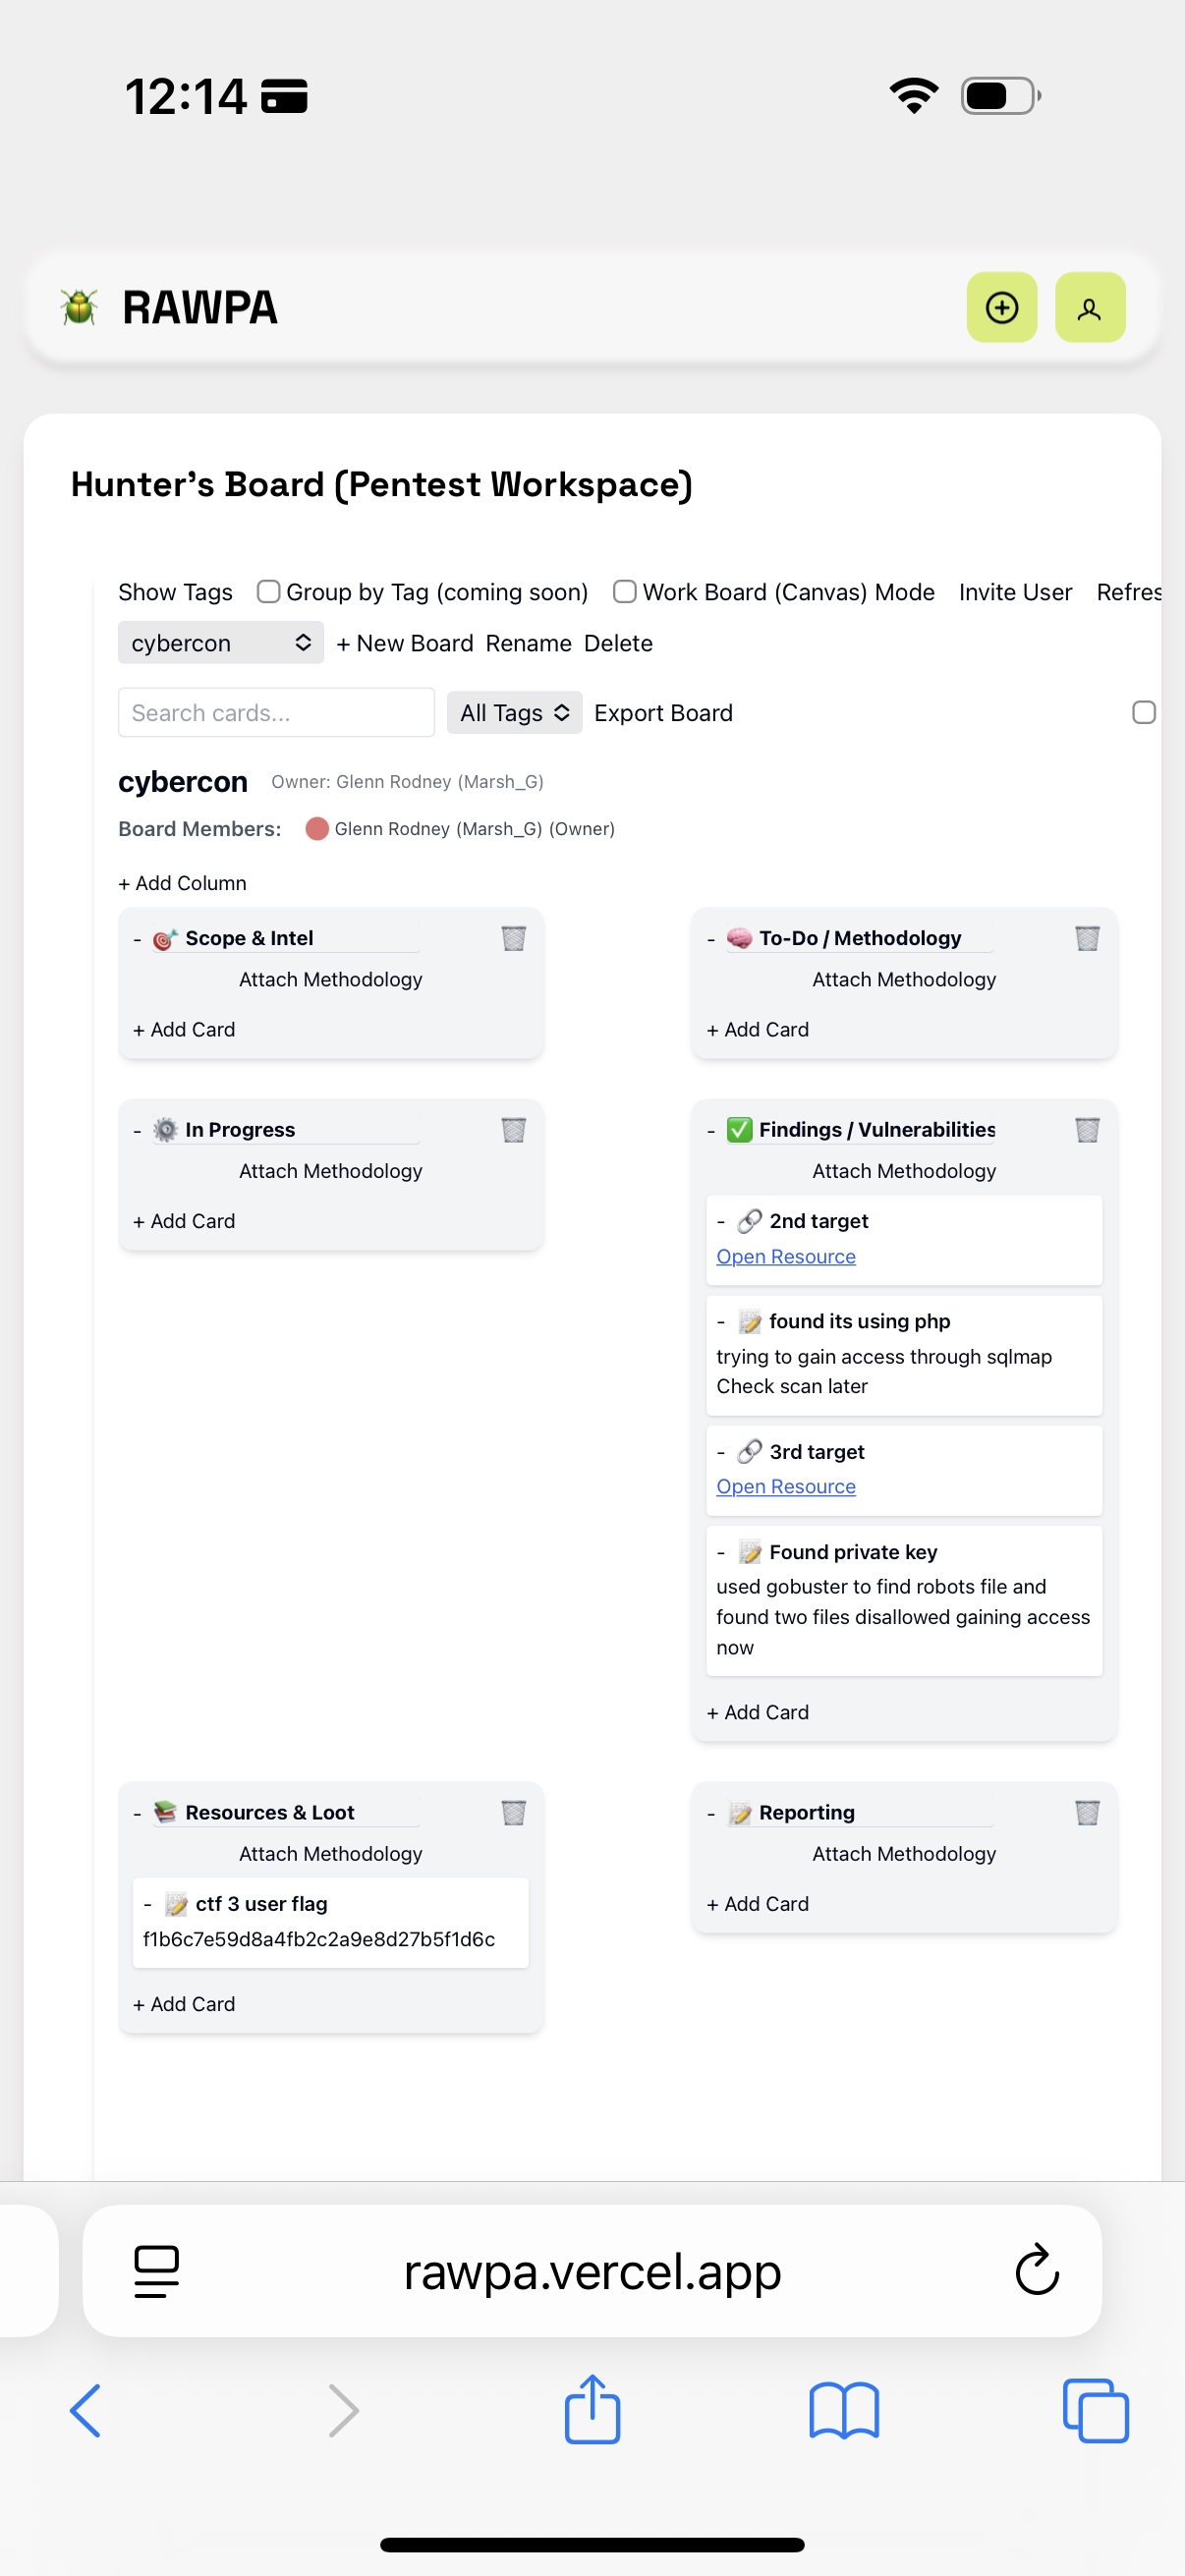 12:14
RAWPA
Hunter's Board (Pentest Workspace)
Show Tags Group by Tag (coming soon) Work Board (Canvas) Mode Invite User Refres
cybercon + New Board Rename Delete
Search cards... All Tags Export Board
cybercon Owner: Glenn Rodney (Marsh_G)
Board Members: Glenn Rodney (Marsh_G) (Owner)
+ Add Column
- 🎯 Scope & Intel
Attach Methodology
+ Add Card
- 🧠 To-Do / Methodology
Attach Methodology
+ Add Card
- ⚙️ In Progress
Attach Methodology
+ Add Card
- ✅ Findings / Vulnerabilities
Attach Methodology
- 🔗 2nd target
Open Resource
- 📝 found its using php
trying to gain access through sqlmap
Check scan later
- 🔗 3rd target
Open Resource
- 📝 Found private key
used gobuster to find robots file and
found two files disallowed gaining access
now
+ Add Card
- 📚 Resources & Loot
Attach Methodology
- 📝 ctf 3 user flag
f1b6c7e59d8a4fb2c2a9e8d27b5f1d6c
+ Add Card
- 📝 Reporting
Attach Methodology
+ Add Card
rawpa.vercel.app